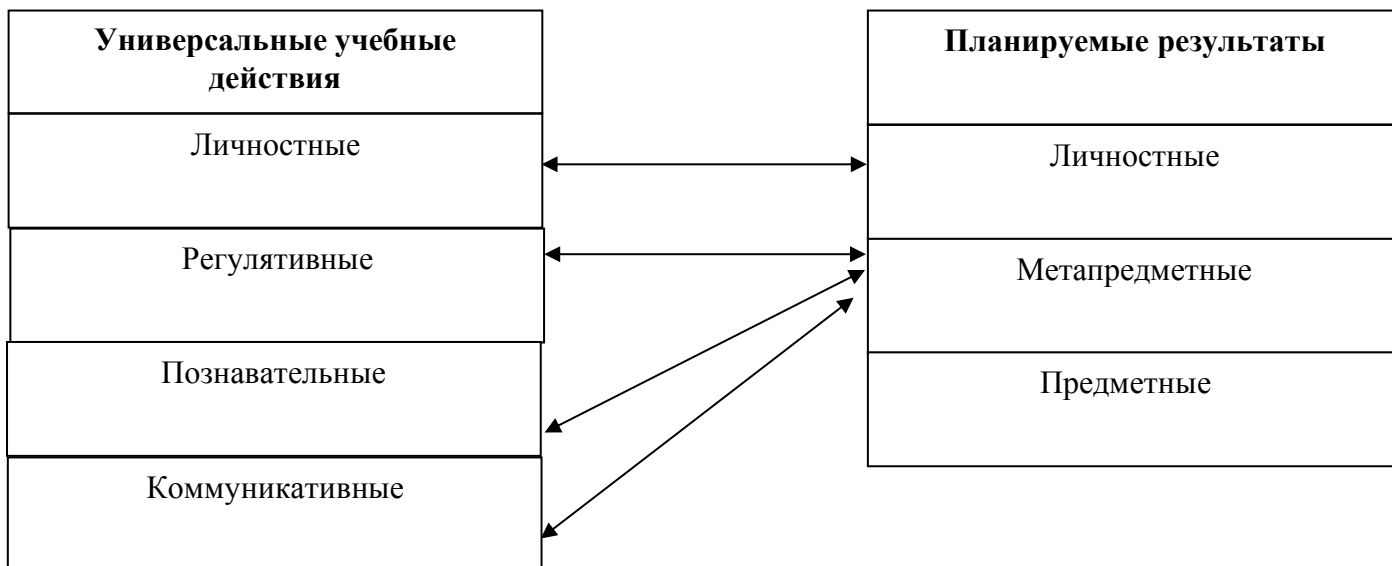 Универсальные учебные
действия
Личностные
Регулятивные
Познавательные
Коммуникативные
Планируемые результаты
Личностные
Метапредметные
Предметные